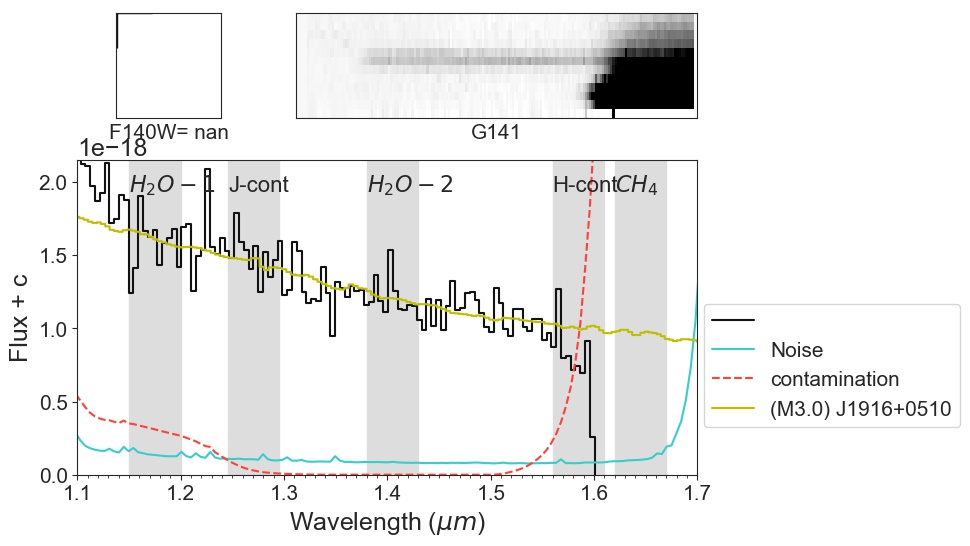 F140W= nan
G141
1e−18
H₂O − 1
J-cont
H₂O − 2
H-cont
CH₄
2.0
1.5
1.0
0.5
0.0
Flux + c
1.1
1.2
1.3
1.4
1.5
1.6
1.7
Wavelength (μm)
Noise
contamination
(M3.0) J1916+0510